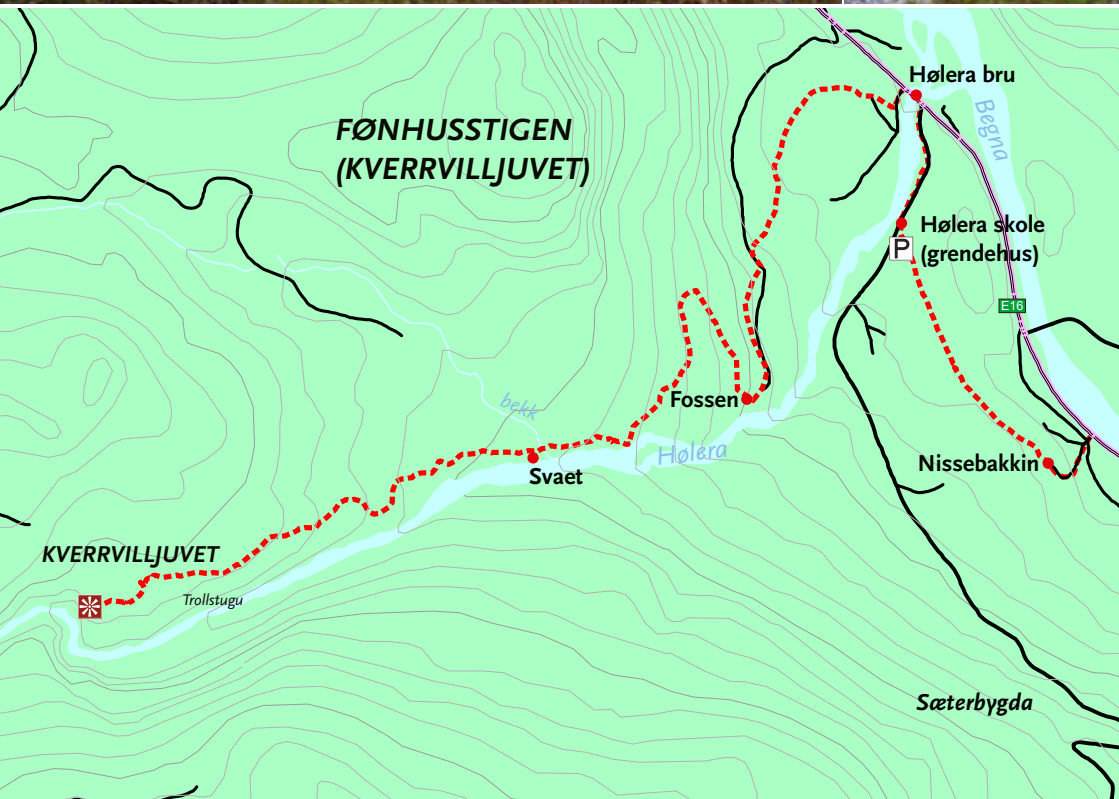 FØNHUSSTIGEN
(KVERRVILLJUVET)
Hølera bru
Begna
Hølera skole
(grendehus)
P
E16
Fossen
bekk
Hølera
Svaet
Nissebakkin
KVERRVILLJUVET
Trollstugu
Sæterbygda